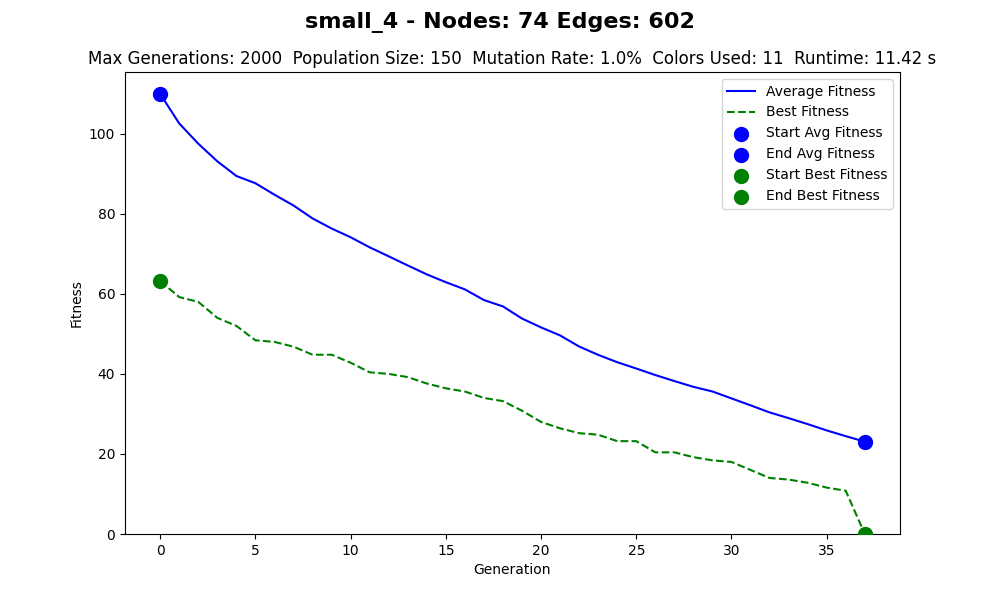 small_4 - Nodes: 74 Edges: 602
Max Generations: 2000  Population Size: 150  Mutation Rate: 1.0%  Colors Used: 11  Runtime: 11.42 s
Average Fitness
Best Fitness
Start Avg Fitness
End Avg Fitness
Start Best Fitness
End Best Fitness
Fitness
100
80
60
40
20
0
0 5 10 15 20 25 30 35
Generation